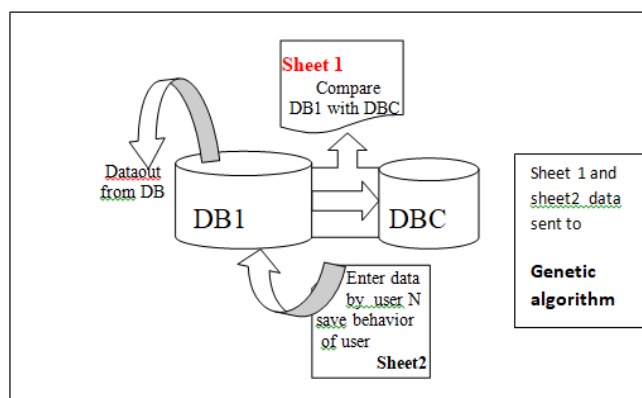 Sheet 1
Compare
DB1 with DBC
Dataout
from DB
DB1
DBC
Enter data
by user N
save behavior
of user
Sheet2
Sheet 1 and
sheet2 data
sent to
Genetic
algorithm